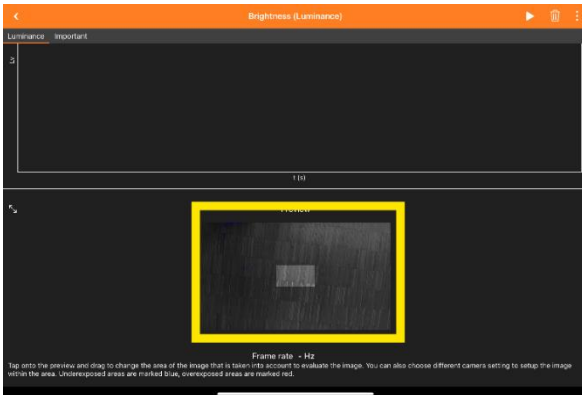 Brightness (Luminance)
Luminance Important
t (s)
Preview
Frame rate - Hz
Tap onto the preview and drag to change the area of the image that is taken into account to evaluate the image. You can also choose different camera setting to setup the image
within the area. Underexposed areas are marked blue, overexposed areas are marked red.